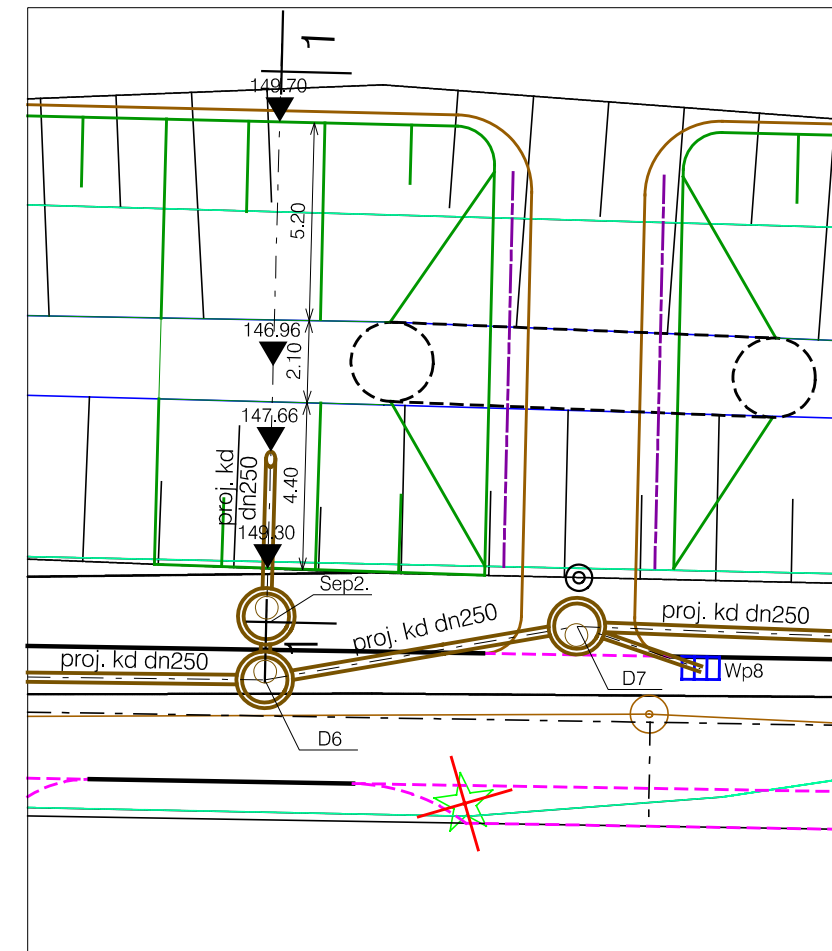 1
149.70
5.20
146.96
2.10
147.66
proj. kd
dn250
4.40
149.30
Sep2.
proj. kd dn250
proj. kd dn250
1
proj. kd dn250
D7
Wp8
D6